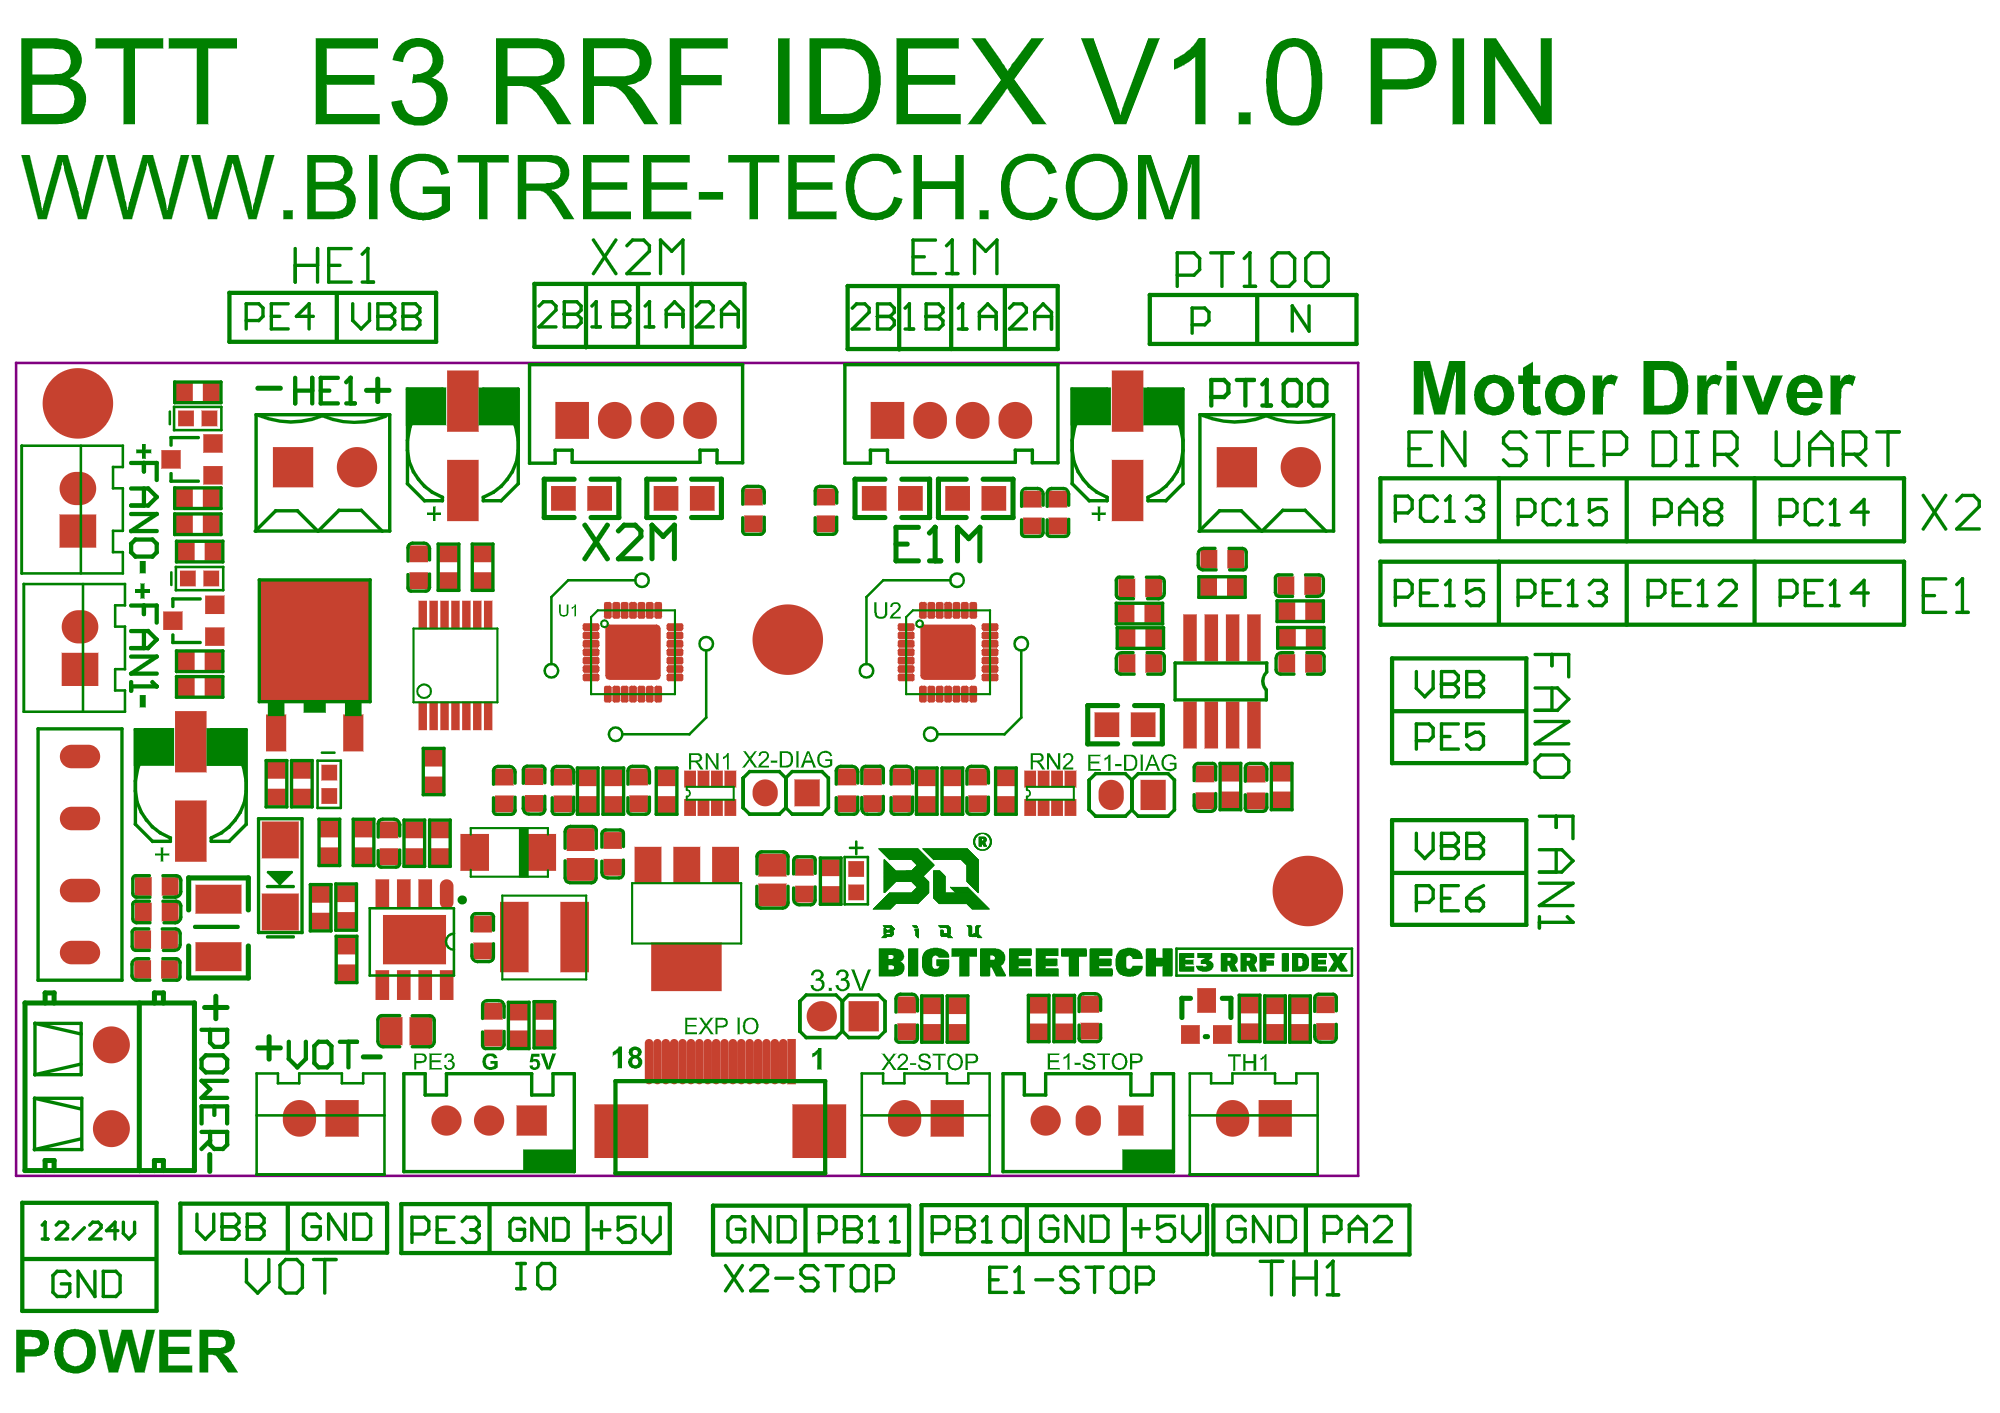 BTT E3 RRF IDEX V1.0 PIN
WWW.BIGTREE-TECH.COM
HE1
X2M
E1M
PT100
PE4 VBB
2B 1B 1A 2A
2B 1B 1A 2A
P N
-HE1+
PT100
Motor Driver
EN STEP DIR UART
PC13 PC15 PA8 PC14 X2
PE15 PE13 PE12 PE14 E1
+FAN0-
+
+
X2M
E1M
+FAN1-
U1
U2
VBB
PE5
FAN0
RN1
X2-DIAG
RN2
E1-DIAG
-
+
+
VBB
PE6
FAN1
®
BIQU
BIGTREETECH
E3 RRF IDEX
3.3V
+POWER-
+VOT-
PE3 G 5V
EXP IO
18 1
X2-STOP
E1-STOP
TH1
12/24V
GND
POWER
VBB GND
VOT
PE3 GND +5V
IO
GND PB11
X2-STOP
PB10 GND +5V
E1-STOP
GND PA2
TH1